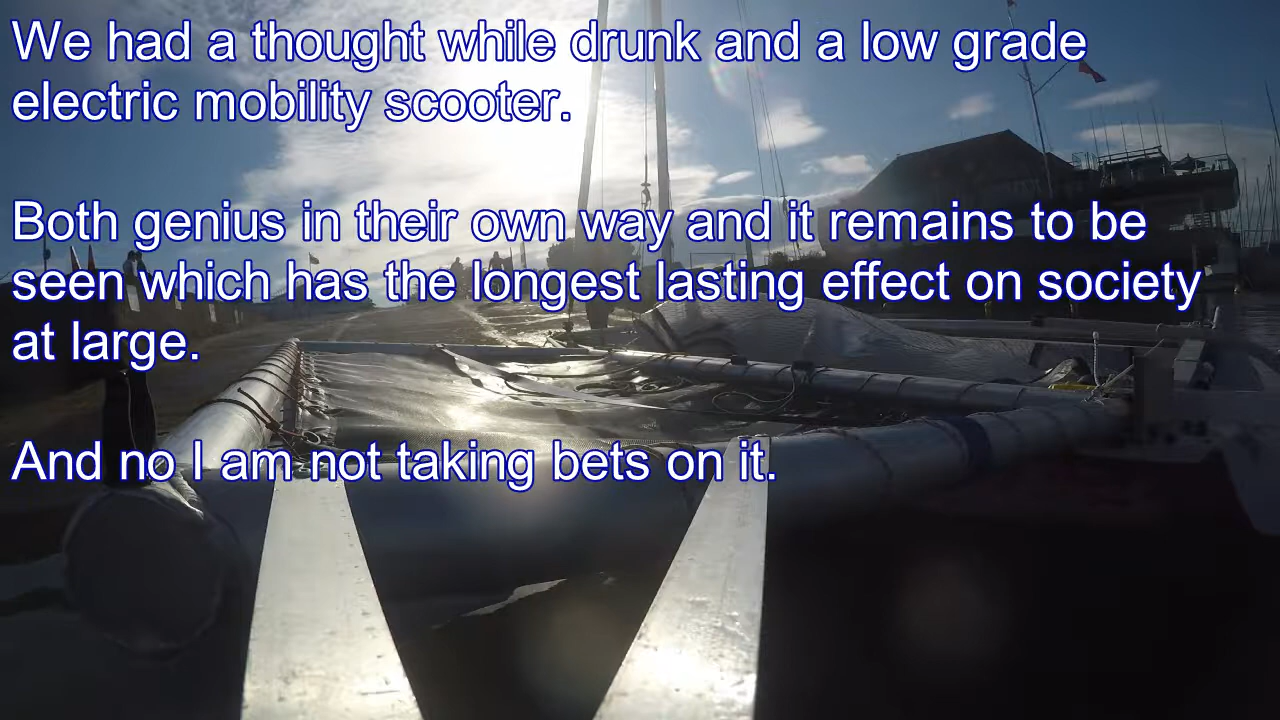 We had a thought while drunk and a low grade
electric mobility scooter.
Both genius in their own way and it remains to be
seen which has the longest lasting effect on society
at large.
And no I am not taking bets on it.